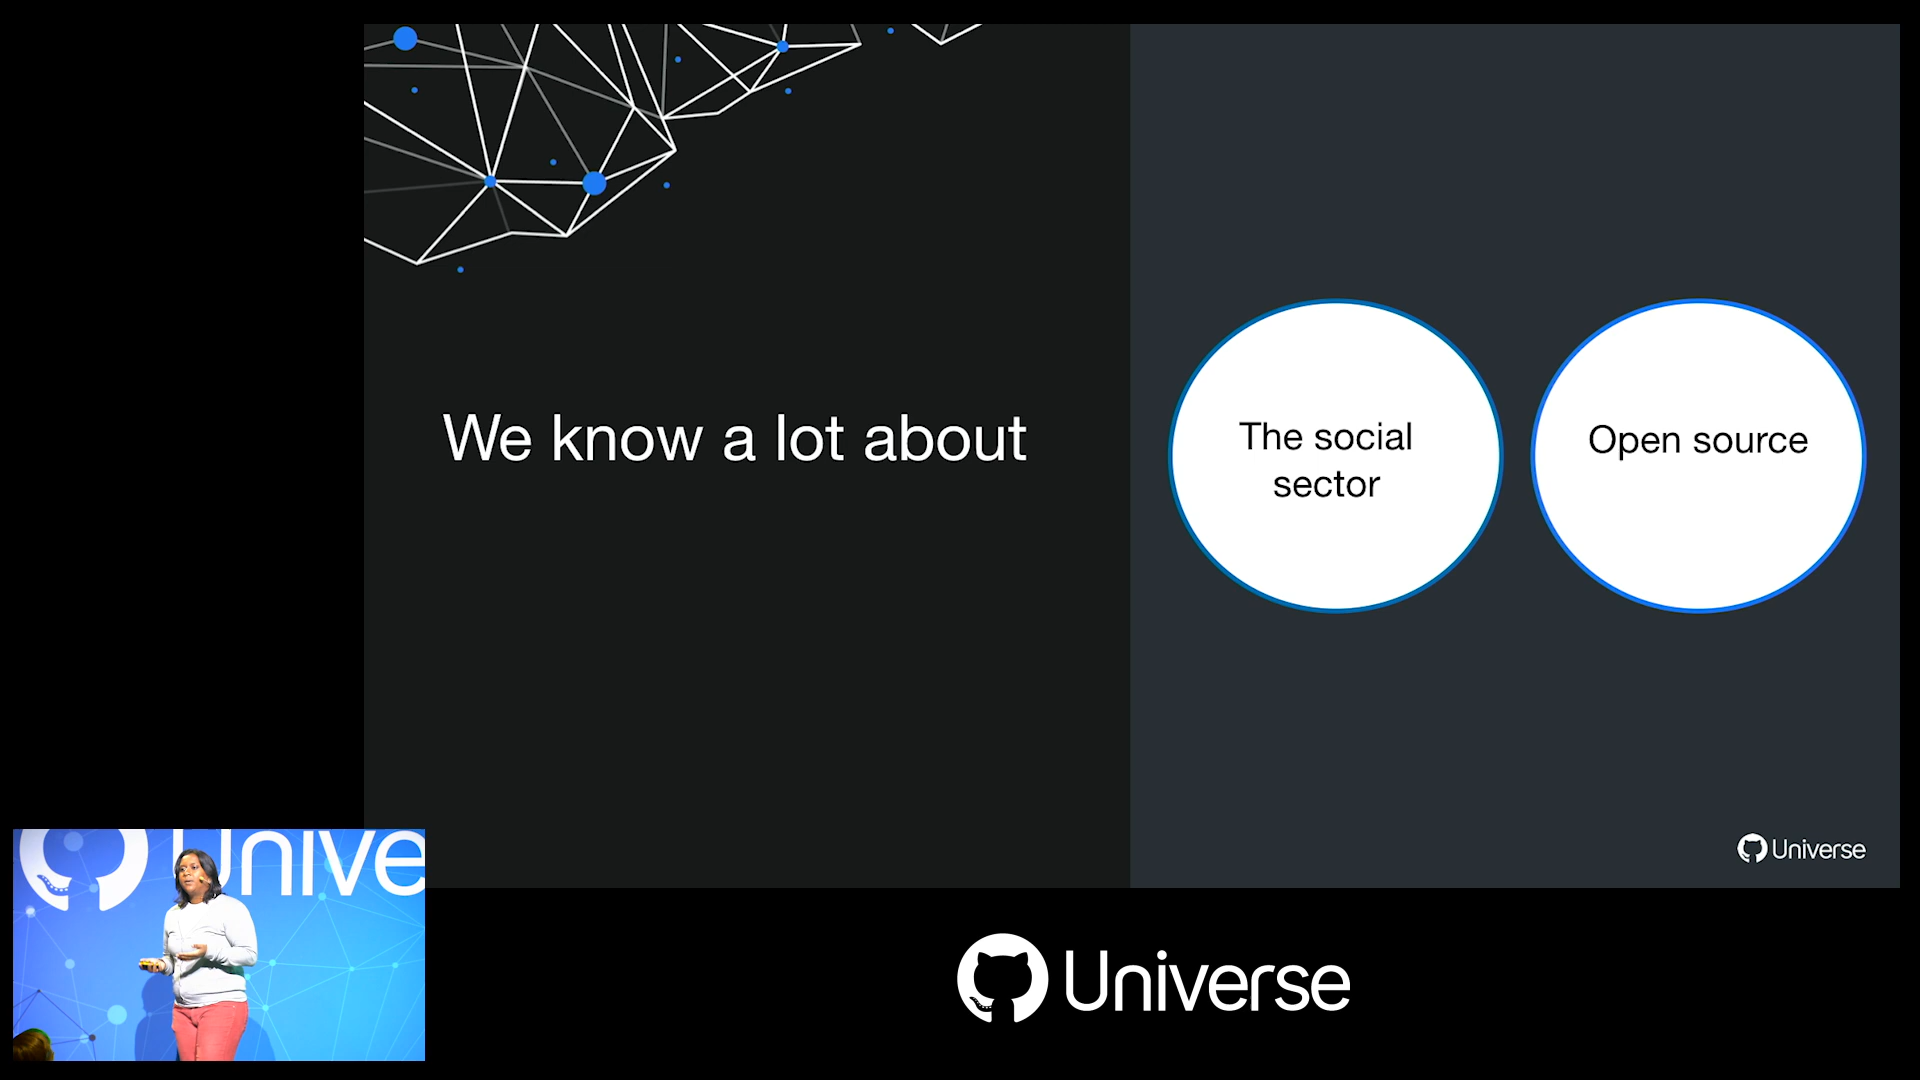 We know a lot about
The social
sector
Open source
Universe
Unive
Universe